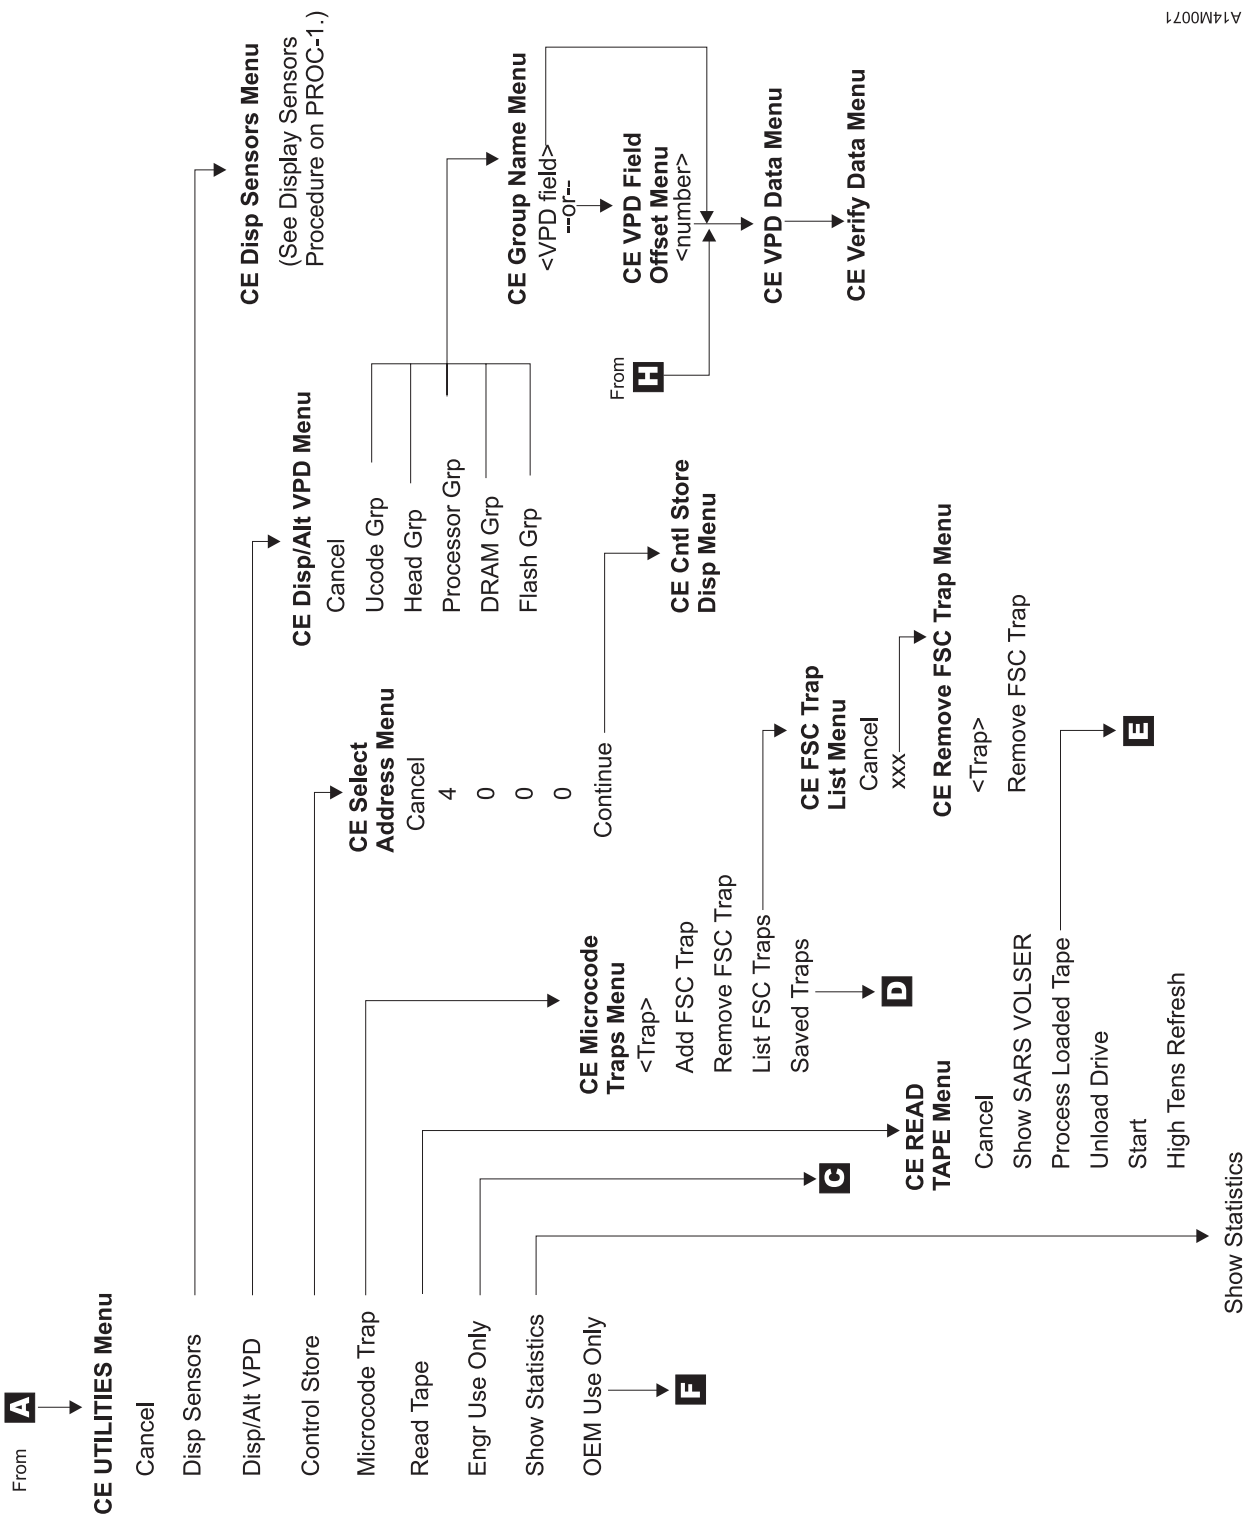 From
A
CE UTILITIES Menu
Cancel
Disp Sensors
Disp/Alt VPD
Control Store
Microcode Trap
Read Tape
Engr Use Only
Show Statistics
OEM Use Only
F
CE Disp Sensors Menu
(See Display Sensors
Procedure on PROC-1.)
CE Disp/Alt VPD Menu
Cancel
Ucode Grp
Head Grp
Processor Grp
DRAM Grp
Flash Grp
CE Group Name Menu
<VPD field>
--or--
CE VPD Field
Offset Menu
<number>
From
H
CE VPD Data Menu
CE Verify Data Menu
CE Select
Address Menu
Cancel
4
0
0
0
Continue
CE Cntl Store
Disp Menu
CE Microcode
Traps Menu
<Trap>
Add FSC Trap
Remove FSC Trap
List FSC Traps
Saved Traps
D
CE FSC Trap
List Menu
Cancel
xxx
CE Remove FSC Trap Menu
<Trap>
Remove FSC Trap
CE READ
TAPE Menu
Cancel
Show SARS VOLSER
Process Loaded Tape
Unload Drive
Start
High Tens Refresh
E
C
Show Statistics
A14M0071